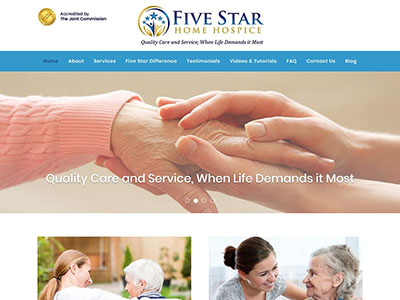 Accredited by
The Joint Commission
FIVE STAR
HOME HOSPICE
Quality Care and Service, When Life Demands it Most
Home About Services Five Star Difference Testimonials Videos & Tutorials FAQ Contact Us Blog
Quality Care and Service, When Life Demands it Most